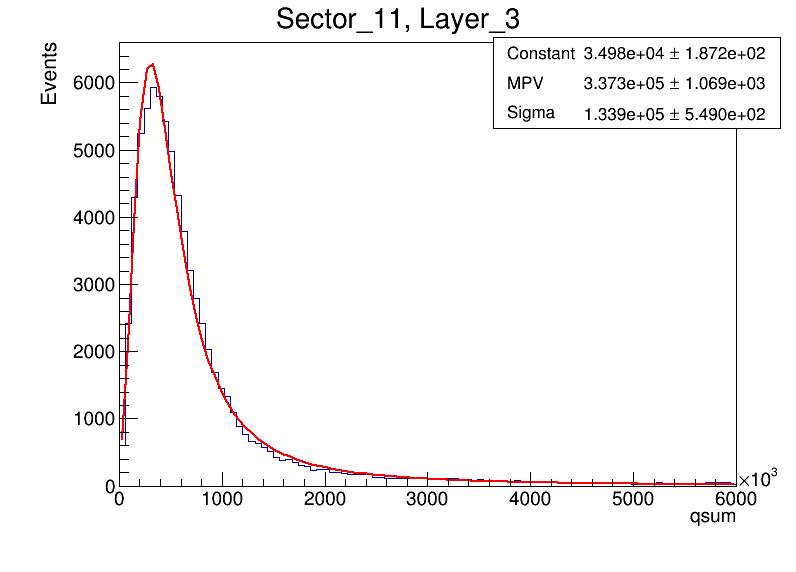 Sector_11, Layer_3
Constant 3.498e+04 ± 1.872e+02
MPV 3.373e+05 ± 1.069e+03
Sigma 1.339e+05 ± 5.490e+02
Events
6000
5000
4000
3000
2000
1000
0
0 1000 2000 3000 4000 5000 6000
×10³
qsum